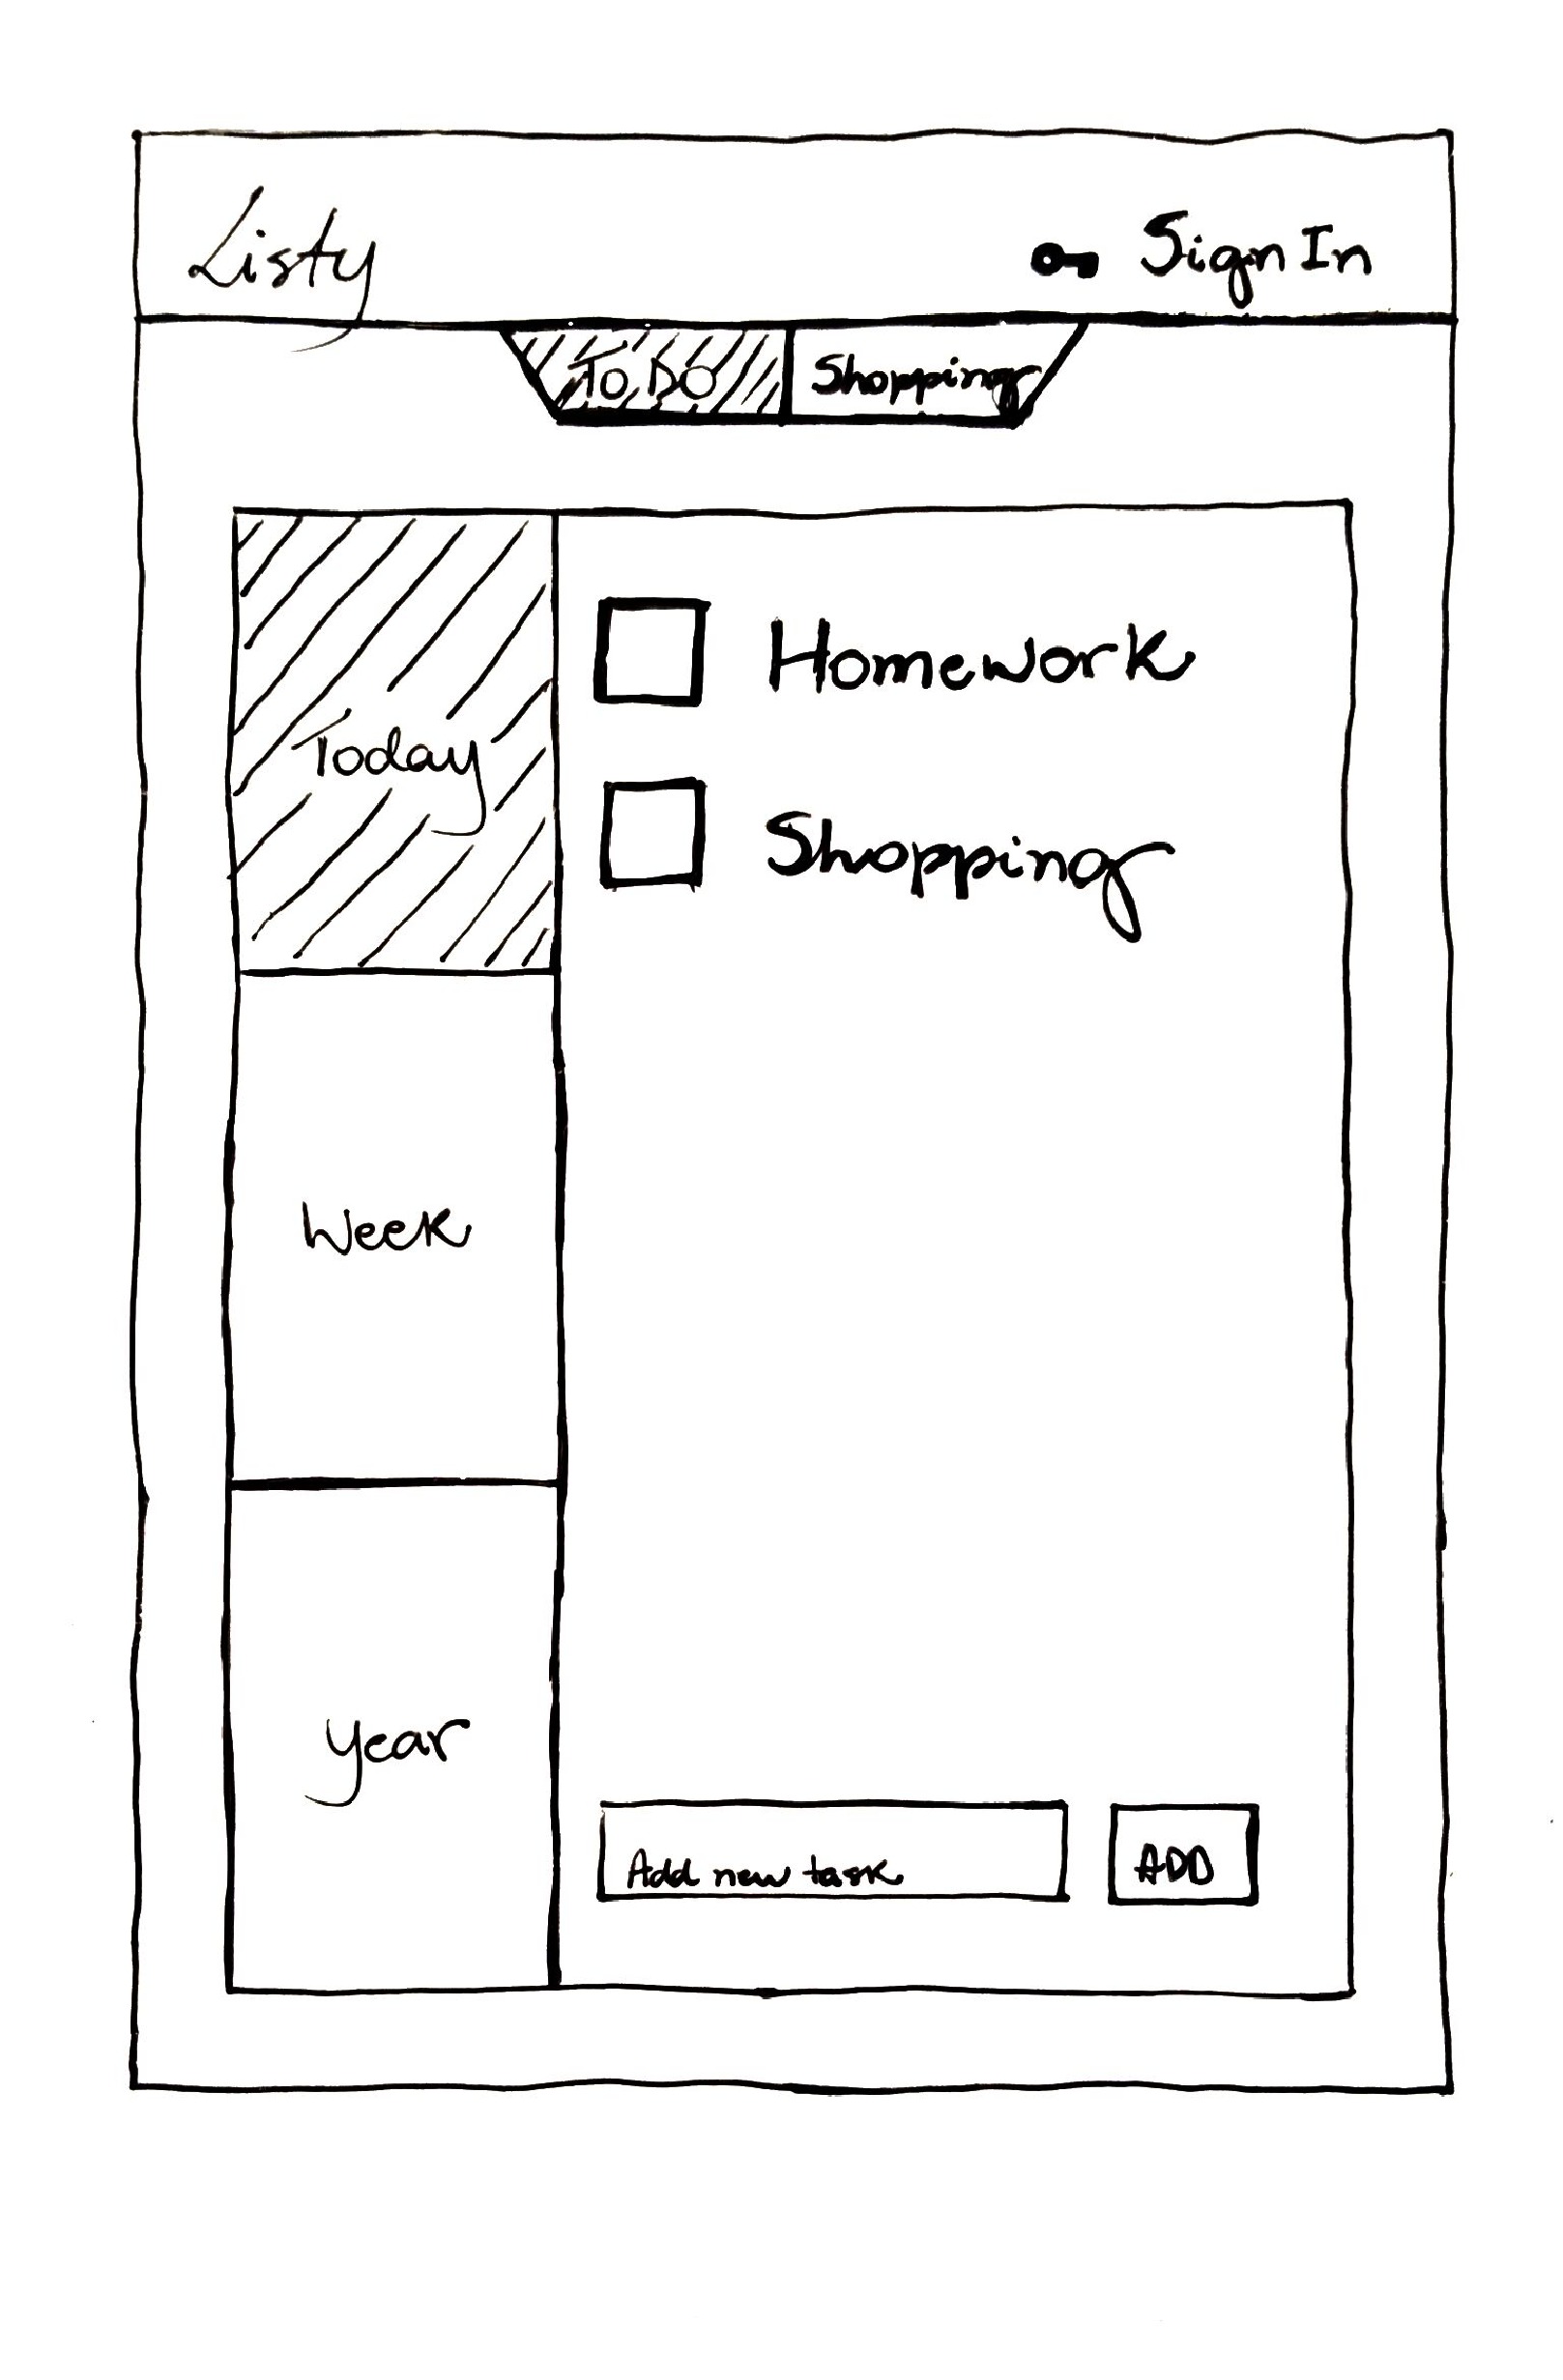 Listy
Sign In
To Do
Shopping
Today
Homework
Shopping
Week
year
Add new task
ADD